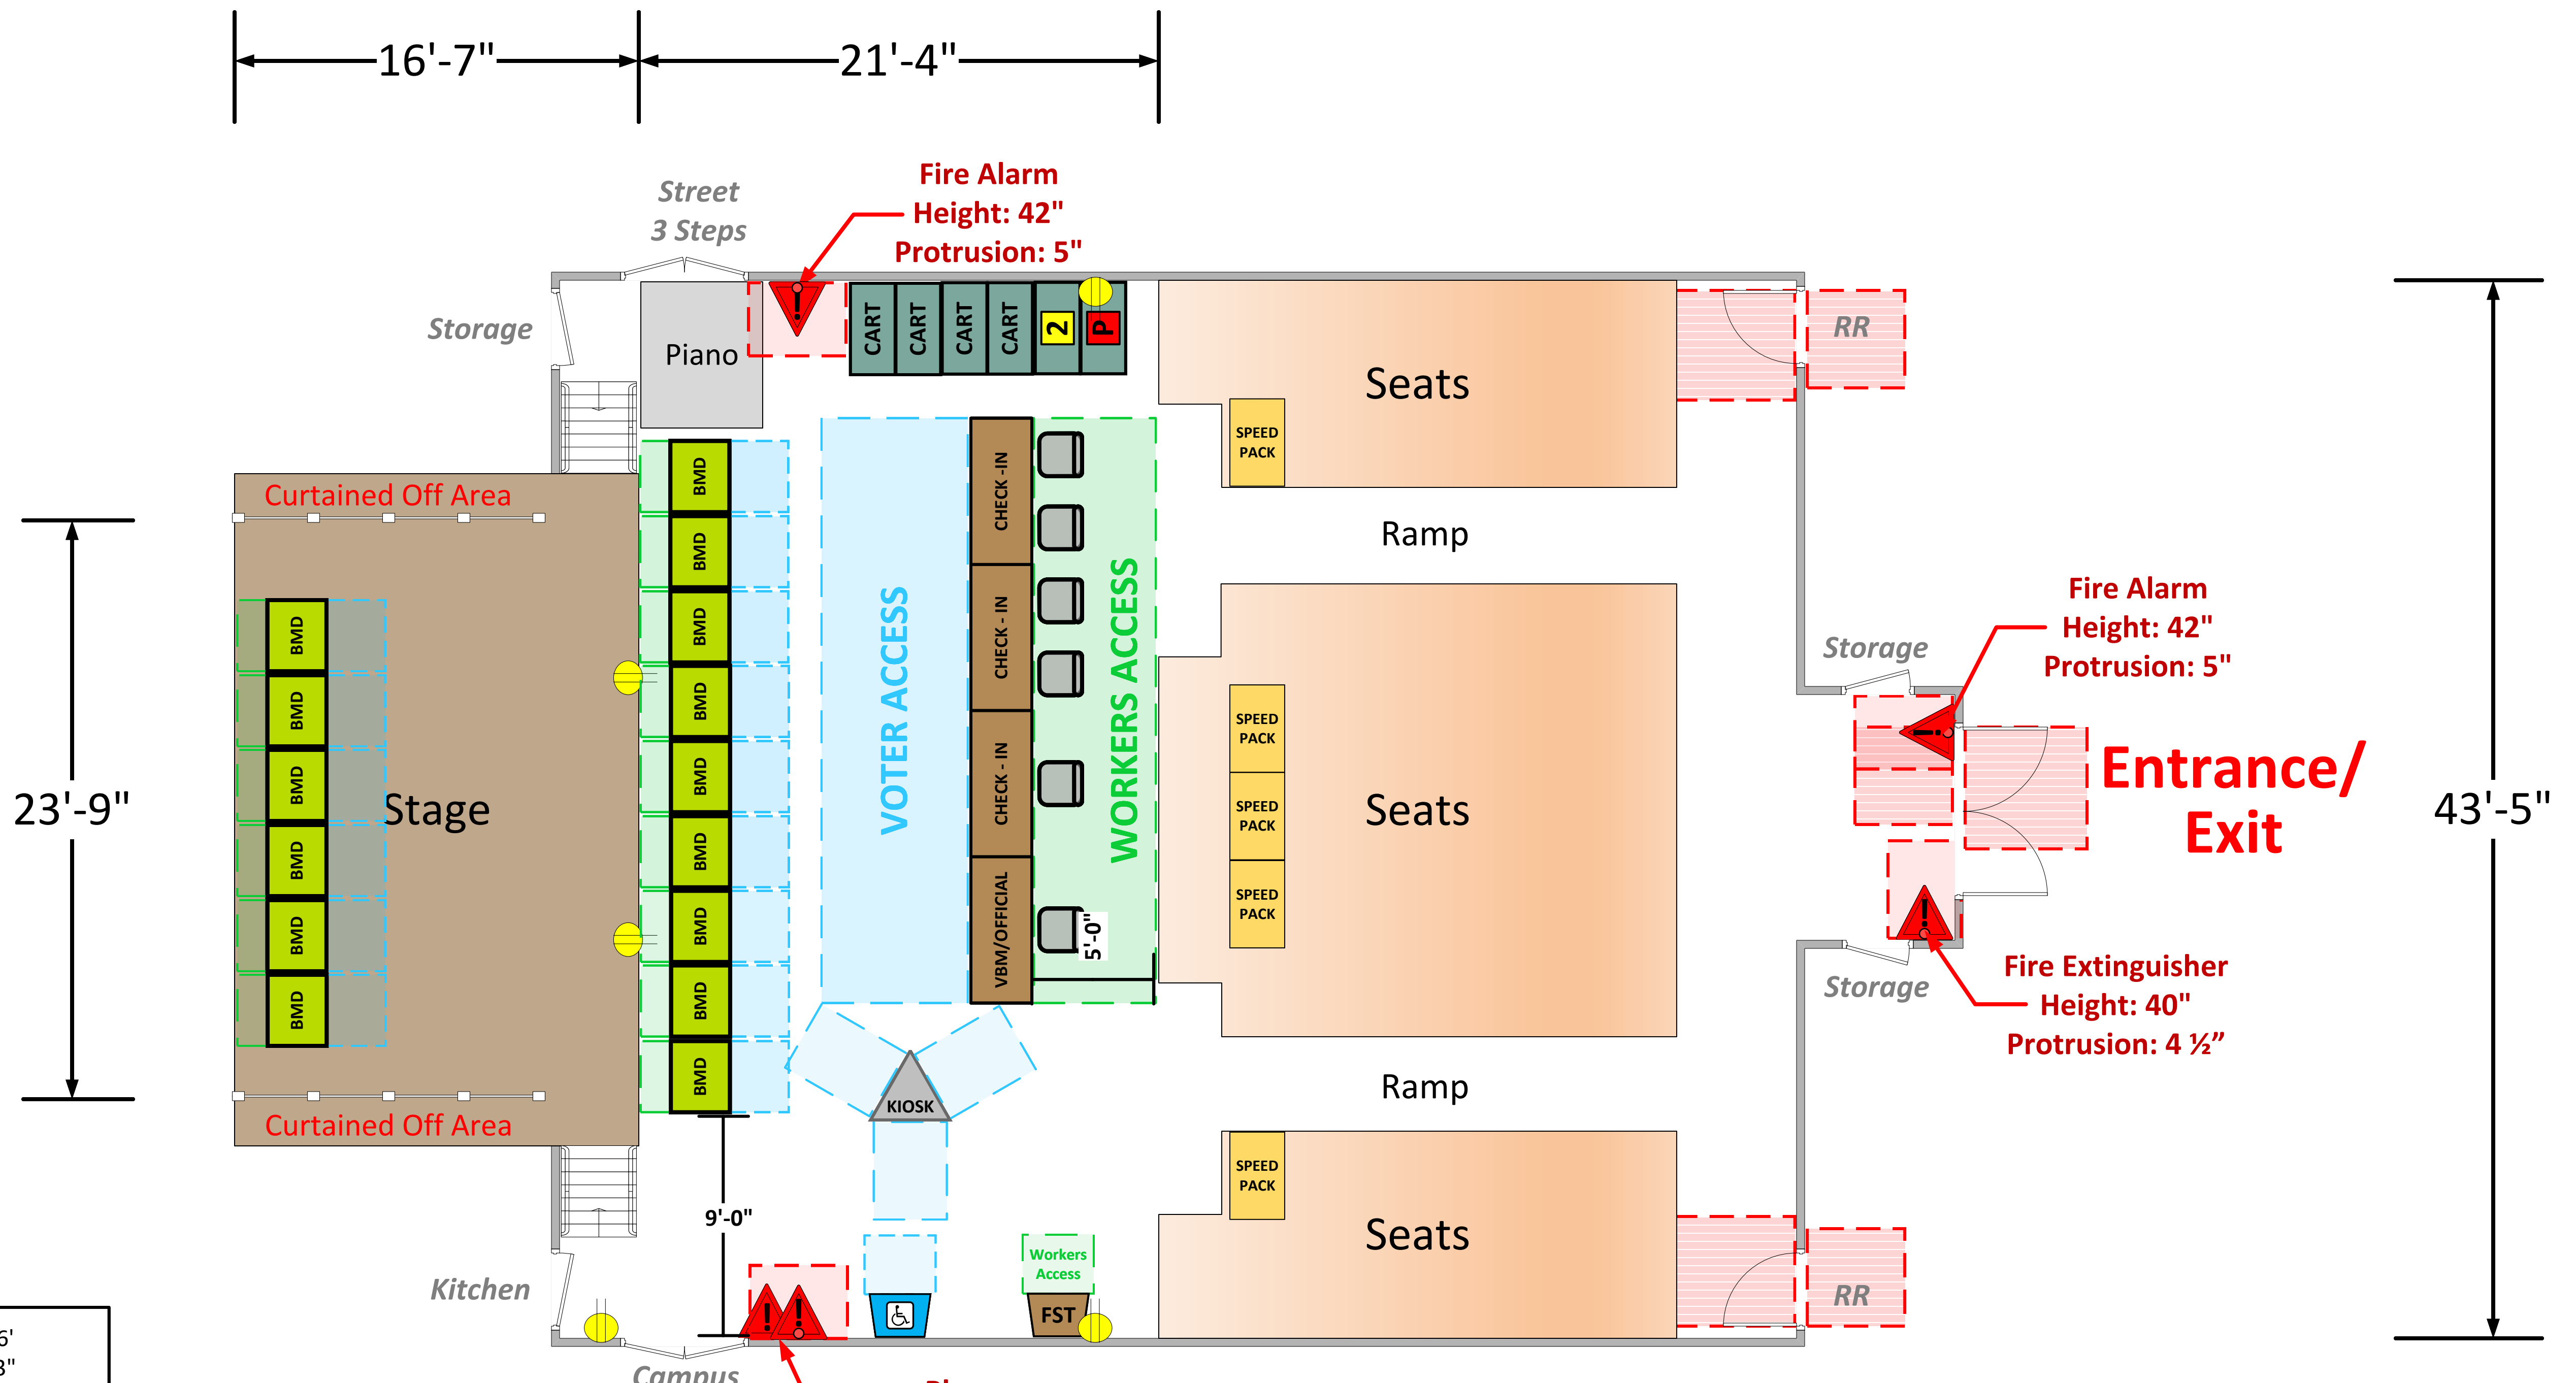 16'-7"
21'-4"
Fire Alarm
Height: 42"
Protrusion: 5"
Street
3 Steps
Storage
Piano
CART
CART
CART
CART
2
P
Seats
RR
SPEED
PACK
Curtained Off Area
Ramp
BMD
BMD
BMD
BMD
BMD
BMD
BMD
BMD
BMD
VOTER ACCESS
CHECK -IN
CHECK - IN
CHECK - IN
VBM/OFFICIAL
WORKERS ACCESS
5'-0"
BMD
BMD
BMD
BMD
BMD
BMD
Stage
23'-9"
SPEED
PACK
SPEED
PACK
SPEED
PACK
Seats
Storage
Fire Alarm
Height: 42"
Protrusion: 5"
Entrance/
Exit
43'-5"
Storage
Fire Extinguisher
Height: 40"
Protrusion: 4 ½”
Curtained Off Area
KIOSK
Ramp
SPEED
PACK
9'-0"
Seats
Workers
Access
FST
Kitchen
RR
6'
3"
Campus